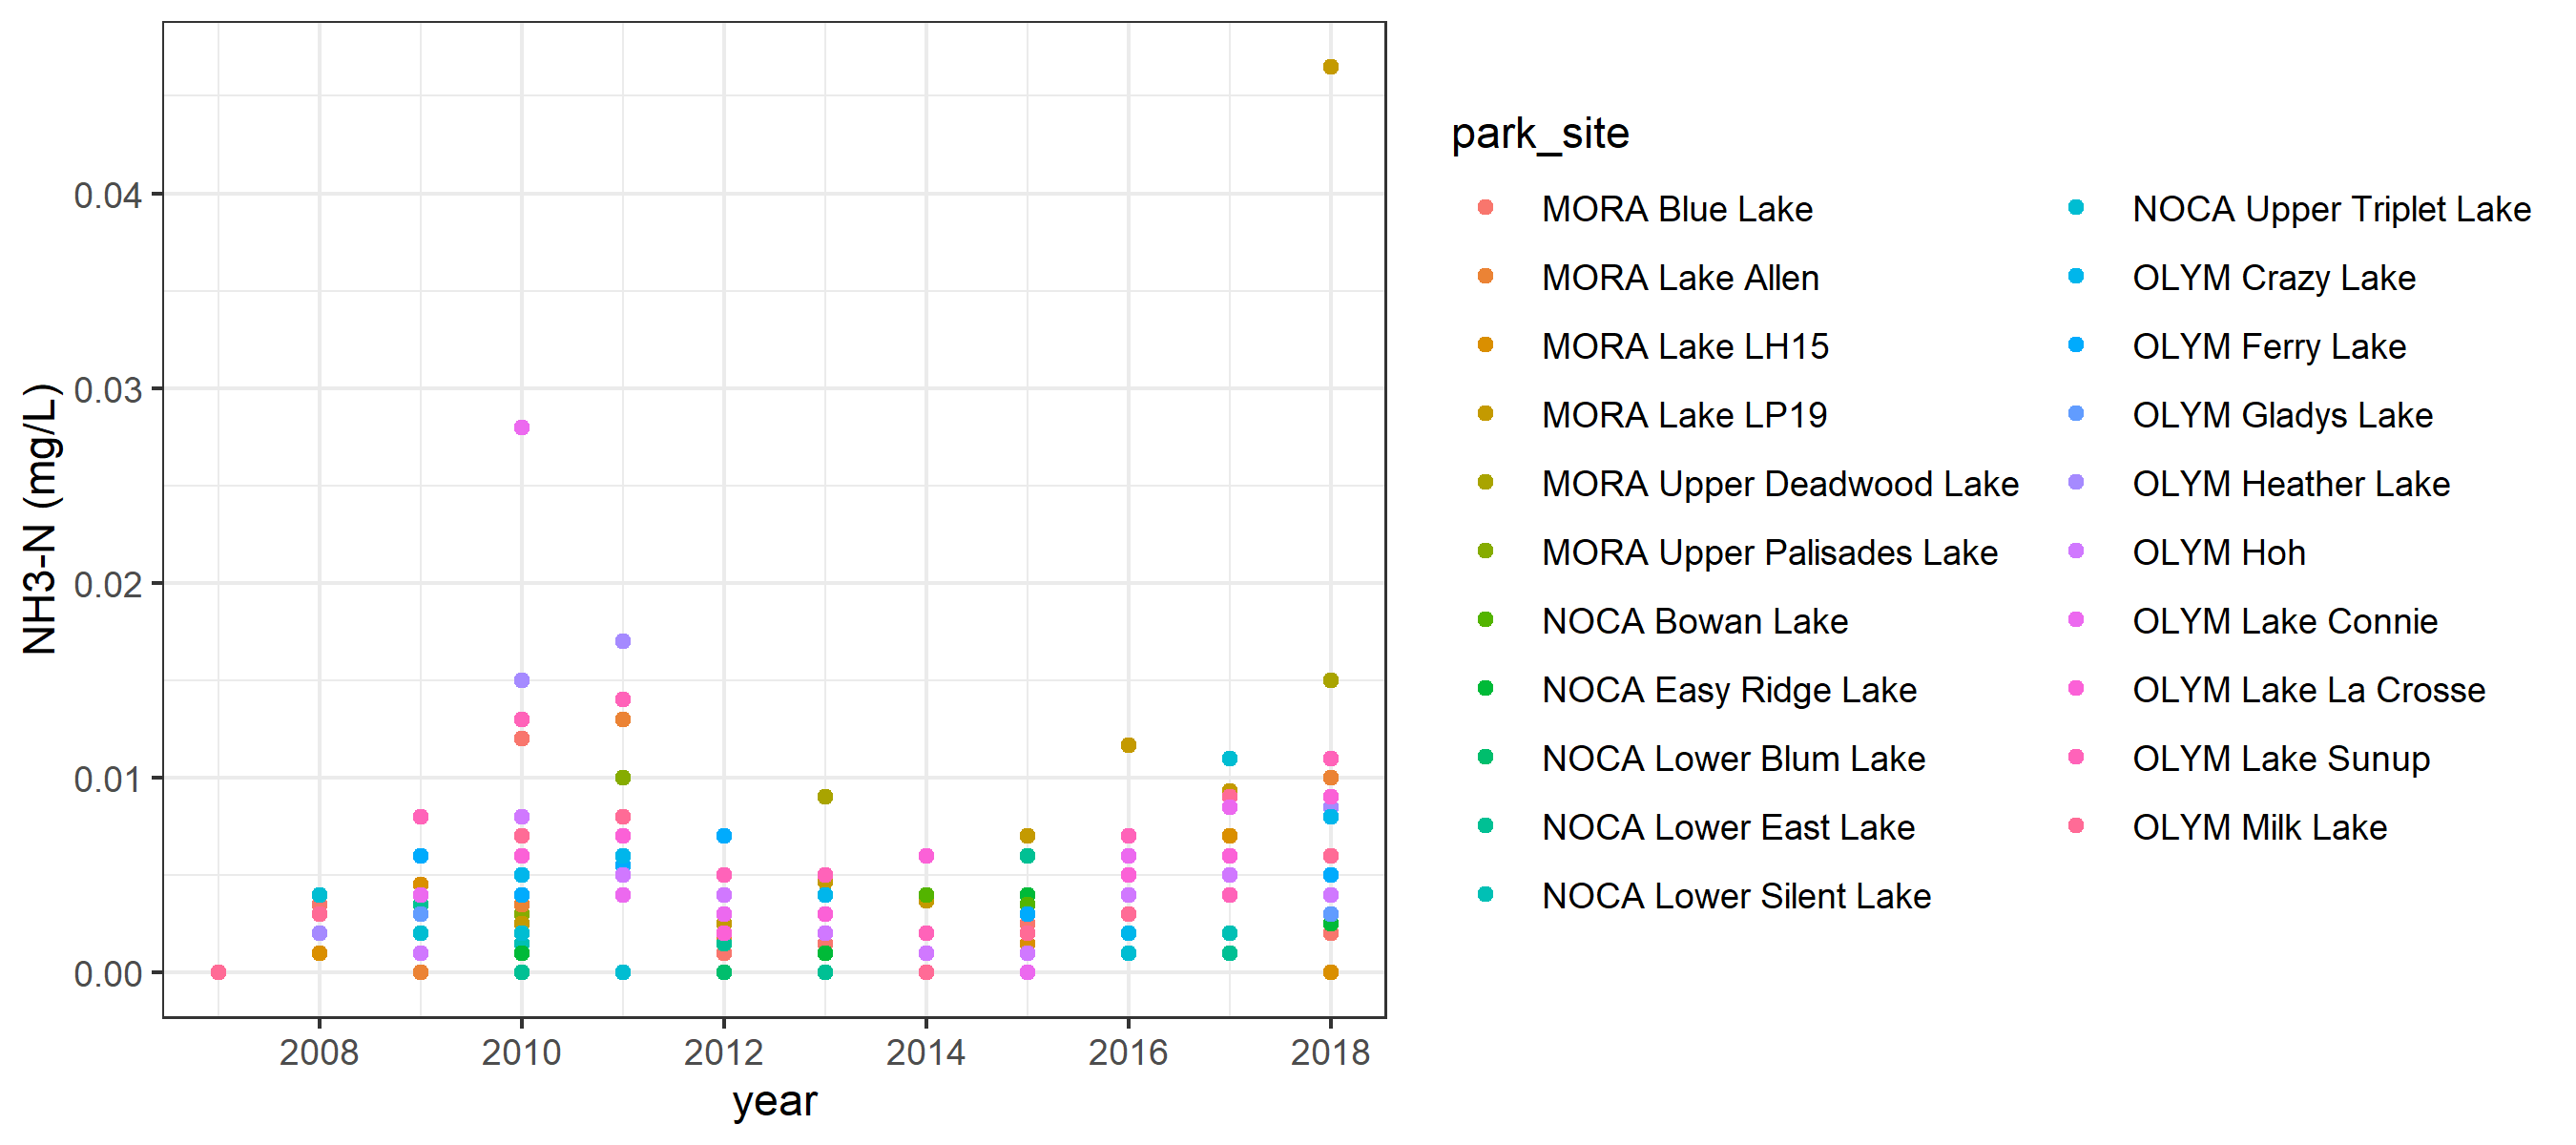 NH3-N (mg/L)
0.04
0.03
0.02
0.01
0.00
2008 2010 2012 2014 2016 2018
year
park_site
MORA Blue Lake
MORA Lake Allen
MORA Lake LH15
MORA Lake LP19
MORA Upper Deadwood Lake
MORA Upper Palisades Lake
NOCA Bowan Lake
NOCA Easy Ridge Lake
NOCA Lower Blum Lake
NOCA Lower East Lake
NOCA Lower Silent Lake
NOCA Upper Triplet Lake
OLYM Crazy Lake
OLYM Ferry Lake
OLYM Gladys Lake
OLYM Heather Lake
OLYM Hoh
OLYM Lake Connie
OLYM Lake La Crosse
OLYM Lake Sunup
OLYM Milk Lake